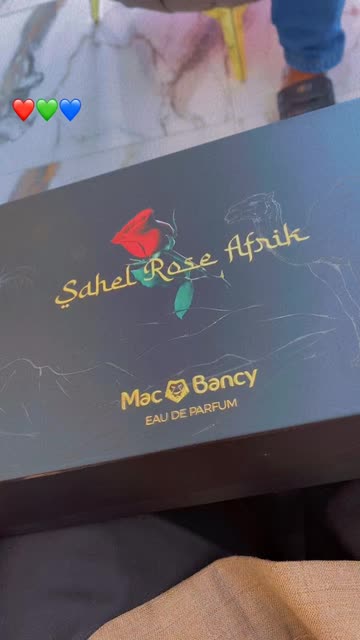 Sahel Rose Afrik
Mac Bancy
EAU DE PARFUM